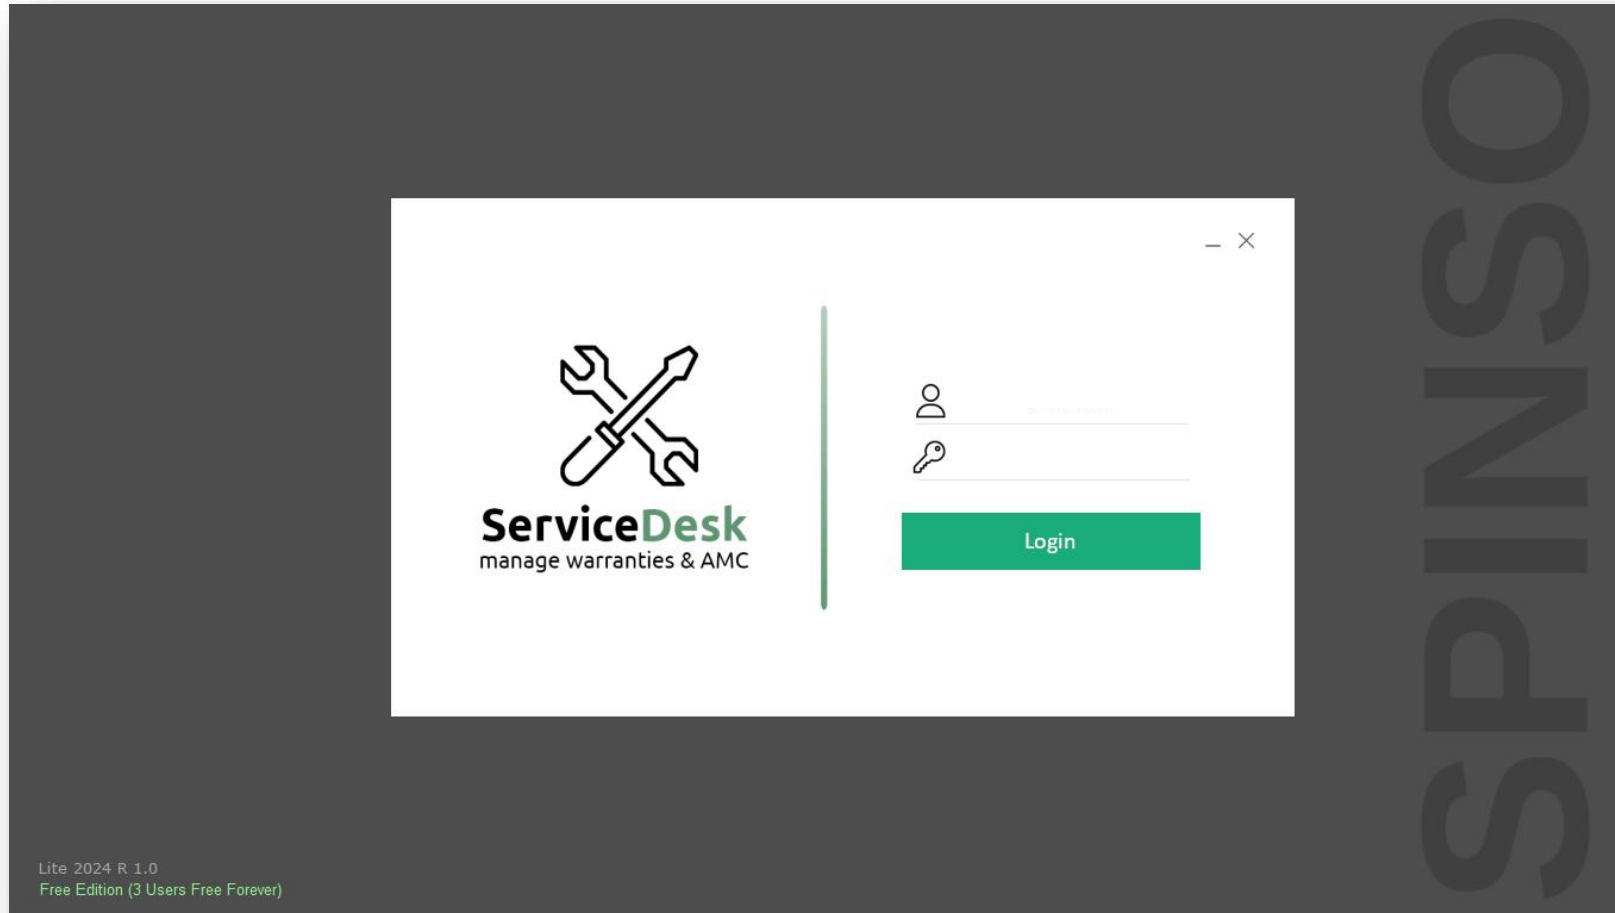 SPINSO
ServiceDesk
manage warranties & AMC
Login
Lite 2024 R 1.0
Free Edition (3 Users Free Forever)